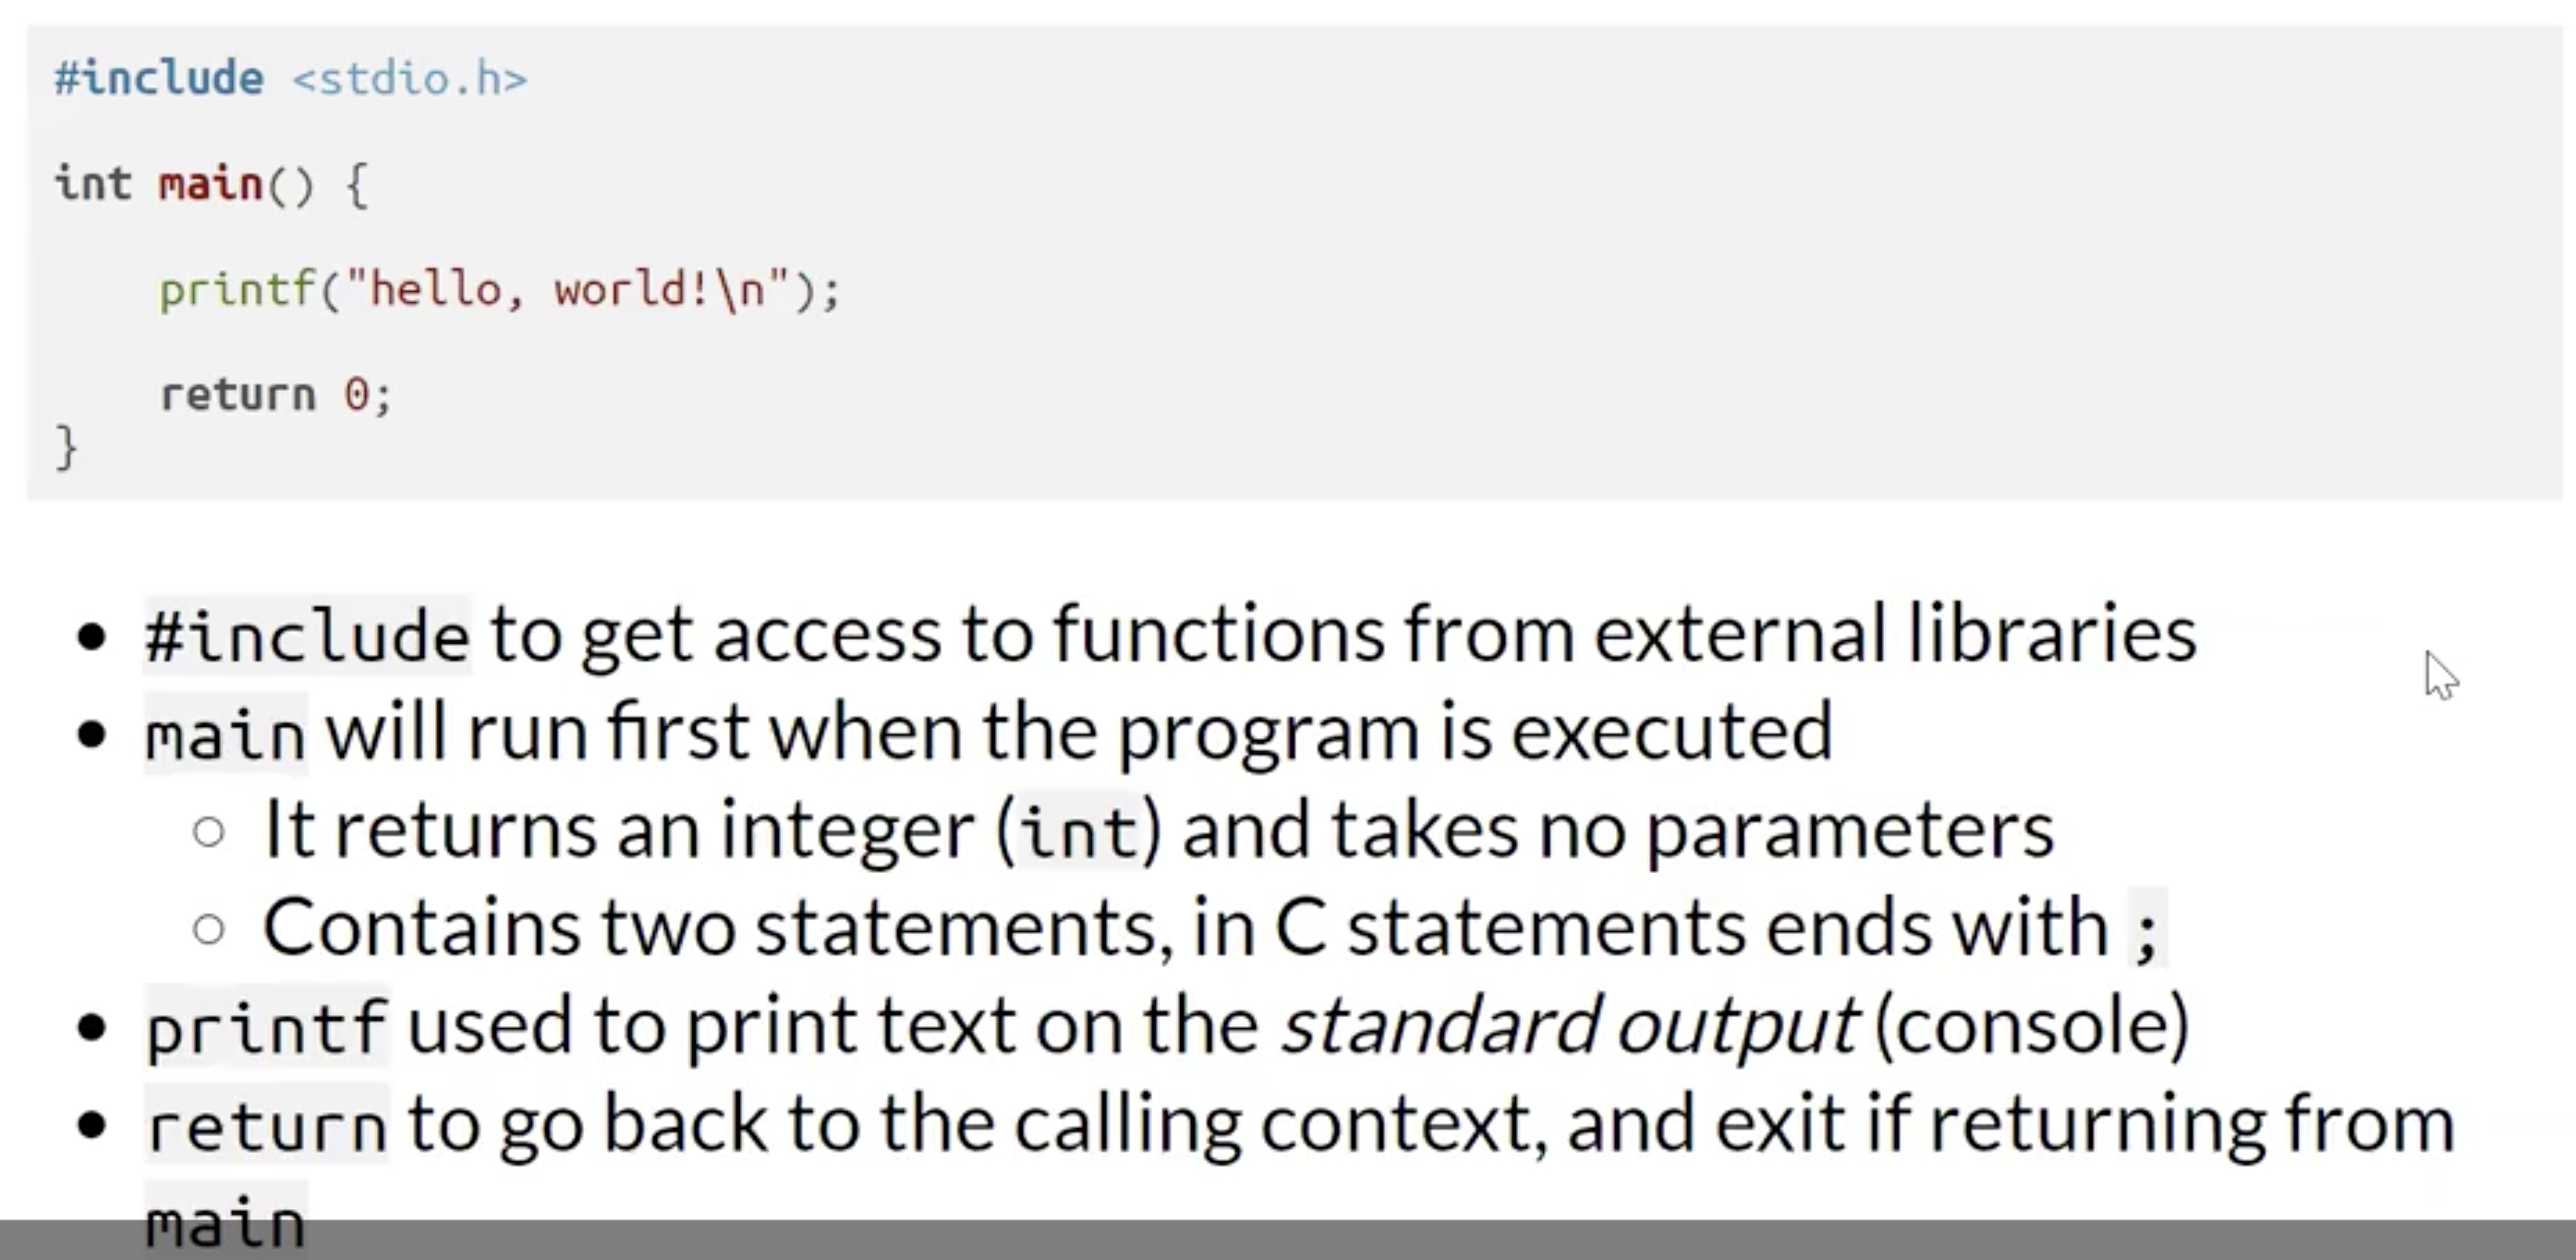 #include <stdio.h>
int main() {
printf("hello, world!\n");
return 0;
}
• #include to get access to functions from external libraries
• main will run first when the program is executed
○ It returns an integer (int) and takes no parameters
○ Contains two statements, in C statements ends with ;
• printf used to print text on the standard output (console)
• return to go back to the calling context, and exit if returning from
main